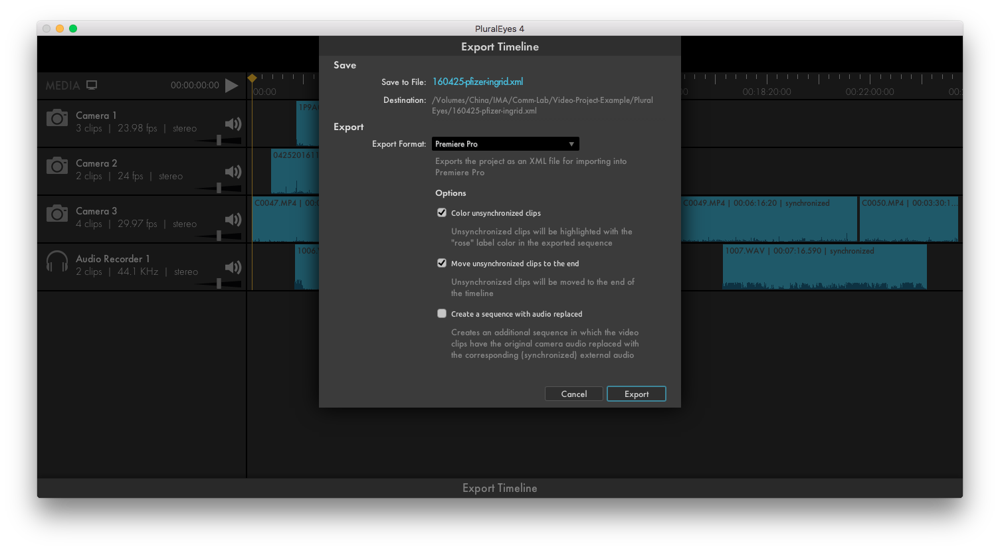 PluralEyes 4
Export Timeline
Save
Save to File: 160425-pfizer-ingrid.xml
Destination: /Volumes/China/IMA/Comm-Lab/Video-Project-Example/Plural
Eyes/160425-pfizer-ingrid.xml
Export
Export Format: Premiere Pro
Exports the project as an XML file for importing into
Premiere Pro
Options
Color unsynchronized clips
Unsynchronized clips will be highlighted with the
"rose" label color in the exported sequence
Move unsynchronized clips to the end
Unsynchronized clips will be moved to the end of
the timeline
Create a sequence with audio replaced
Creates an additional sequence in which the video
clips have the original camera audio replaced with
the corresponding (synchronized) external audio
Cancel Export
MEDIA 00:00:00:00
00:00 00:18:20:00 00:22:00:00
Camera 1
3 clips | 23.98 fps | stereo
Camera 2
2 clips | 24 fps | stereo
0425201611
Camera 3
4 clips | 29.97 fps | stereo
C0047.MP4 | 00:0
C0049.MP4 | 00:06:16:20 | synchronized
C0050.MP4 | 00:03:30:1...
Audio Recorder 1
2 clips | 44.1 KHz | stereo
1006.
1007.WAV | 00:07:16.590 | synchronized
Export Timeline